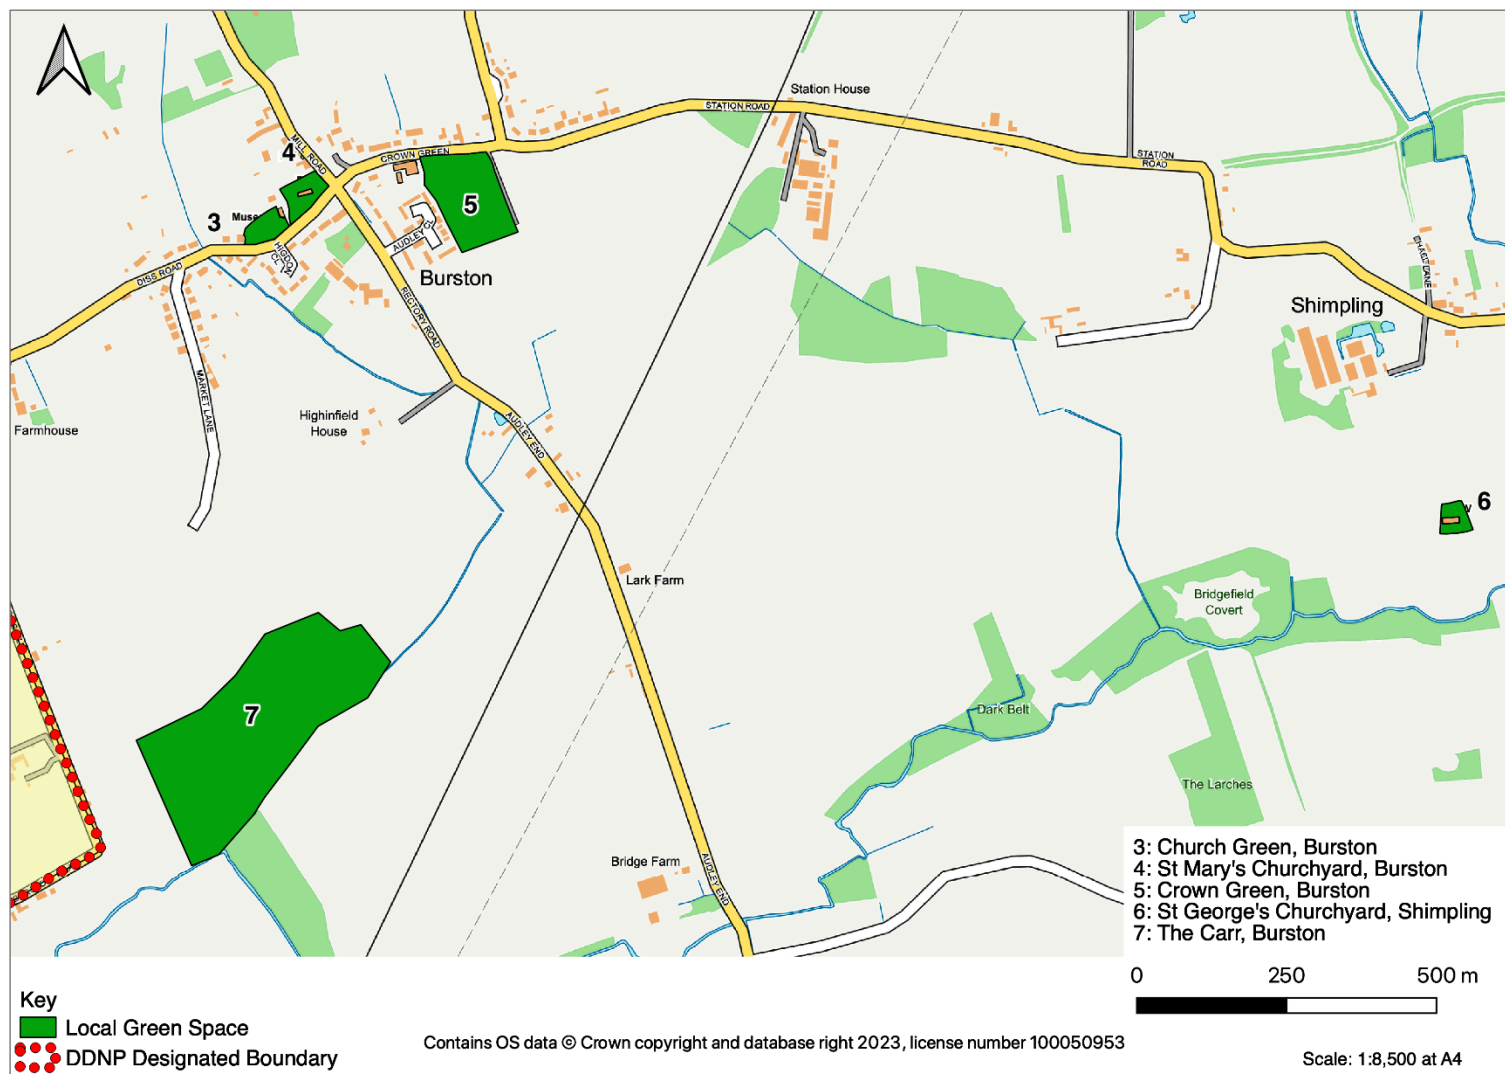 Station House
STATION ROAD
MILL ROAD
4
CROWN GREEN
STATION
ROAD
5
3
Muse
AUDLEY
HIGDO
CL
DISS ROAD
Burston
RECTORY ROAD
LANE
Shimpling
MARKET LANE
Highinfield
House
Farmhouse
AUDLEY END
6
Lark Farm
Bridgefield
Covert
7
Dark Belt
The Larches
Bridge Farm
AUDLEY END
3: Church Green, Burston
4: St Mary's Churchyard, Burston
5: Crown Green, Burston
6: St George's Churchyard, Shimpling
7: The Carr, Burston
0 250 500 m
Key
Local Green Space
DDNP Designated Boundary
Contains OS data © Crown copyright and database right 2023, license number 100050953
Scale: 1:8,500 at A4